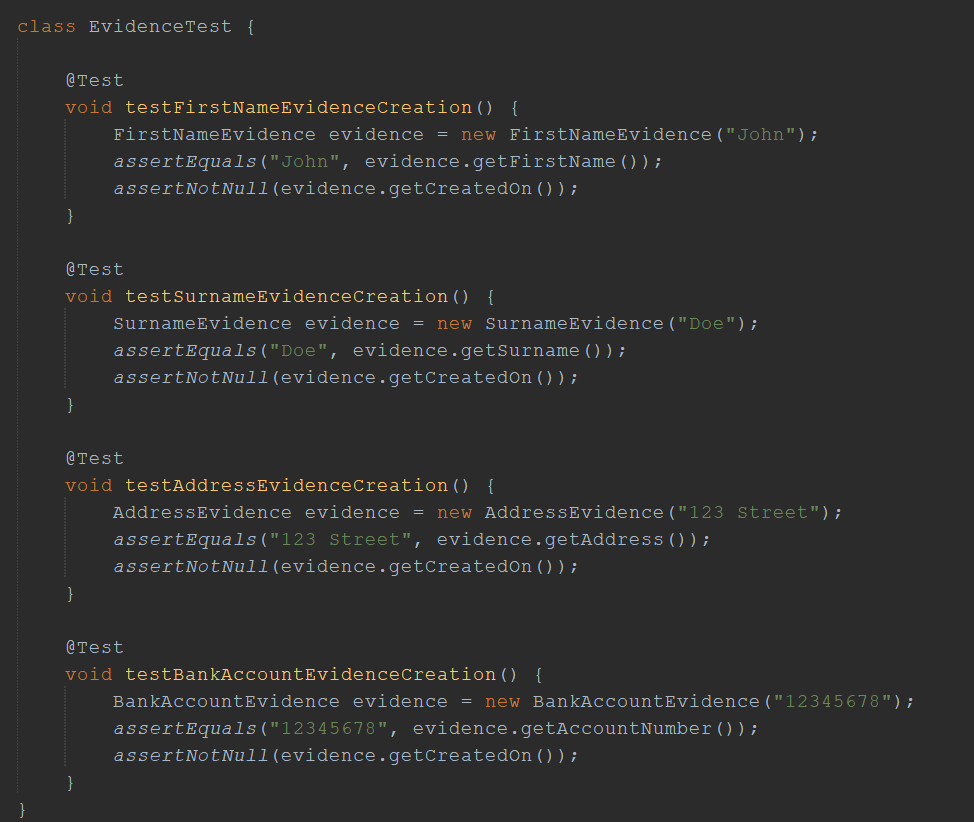 class EvidenceTest {
@Test
void testFirstNameEvidenceCreation() {
FirstNameEvidence evidence = new FirstNameEvidence("John");
assertEquals("John", evidence.getFirstName());
assertNotNull(evidence.getCreatedOn());
}
@Test
void testSurnameEvidenceCreation() {
SurnameEvidence evidence = new SurnameEvidence("Doe");
assertEquals("Doe", evidence.getSurname());
assertNotNull(evidence.getCreatedOn());
}
@Test
void testAddressEvidenceCreation() {
AddressEvidence evidence = new AddressEvidence("123 Street");
assertEquals("123 Street", evidence.getAddress());
assertNotNull(evidence.getCreatedOn());
}
@Test
void testBankAccountEvidenceCreation() {
BankAccountEvidence evidence = new BankAccountEvidence("12345678");
assertEquals("12345678", evidence.getAccountNumber());
assertNotNull(evidence.getCreatedOn());
}
}